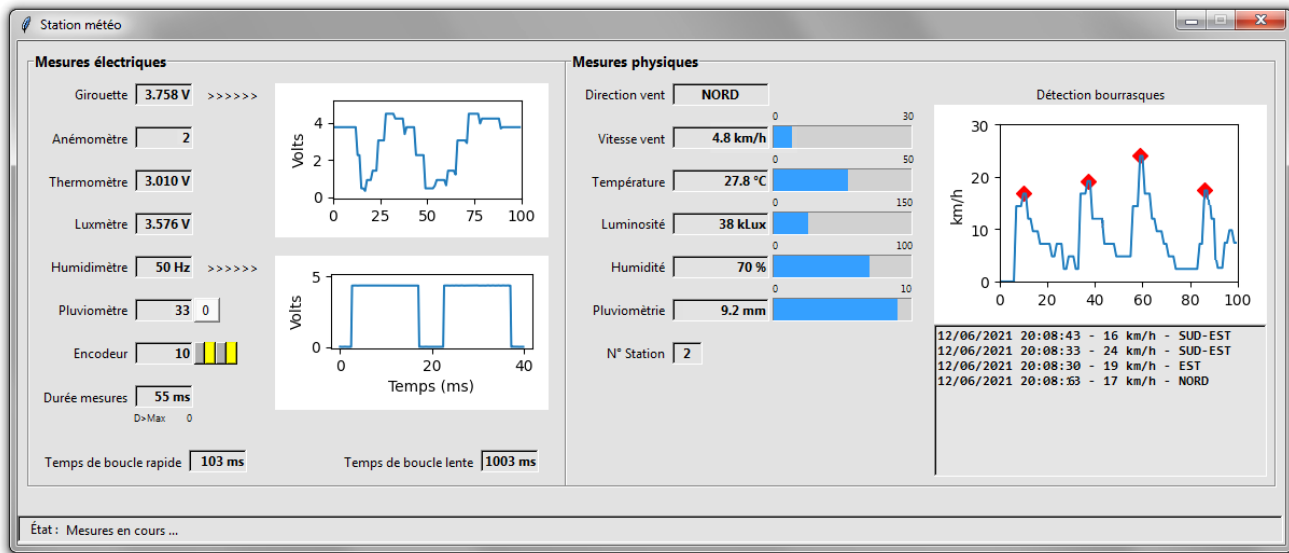 Station météo
Mesures électriques
Girouette 3.758 V >>>>>>
Anémomètre 2
Thermomètre 3.010 V
Luxmètre 3.576 V
Humidimètre 50 Hz >>>>>>
Pluviomètre 33 0
Encodeur 10
Durée mesures 55 ms
D>Max 0
Temps de boucle rapide 103 ms
Temps de boucle lente 1003 ms
Volts
4
2
0
0 25 50 75 100
Volts
5
0
0 20 40
Temps (ms)
Mesures physiques
Direction vent NORD
0 30
Vitesse vent 4.8 km/h
0 50
Température 27.8 °C
0 150
Luminosité 38 kLux
0 100
Humidité 70 %
0 10
Pluviomètrie 9.2 mm
N° Station 2
Détection bourrasques
km/h
30
20
10
0
0 20 40 60 80 100
12/06/2021 20:08:43 - 16 km/h - SUD-EST
12/06/2021 20:08:33 - 24 km/h - SUD-EST
12/06/2021 20:08:30 - 19 km/h - EST
12/06/2021 - 17 km/h - NORD
État : Mesures en cours ...